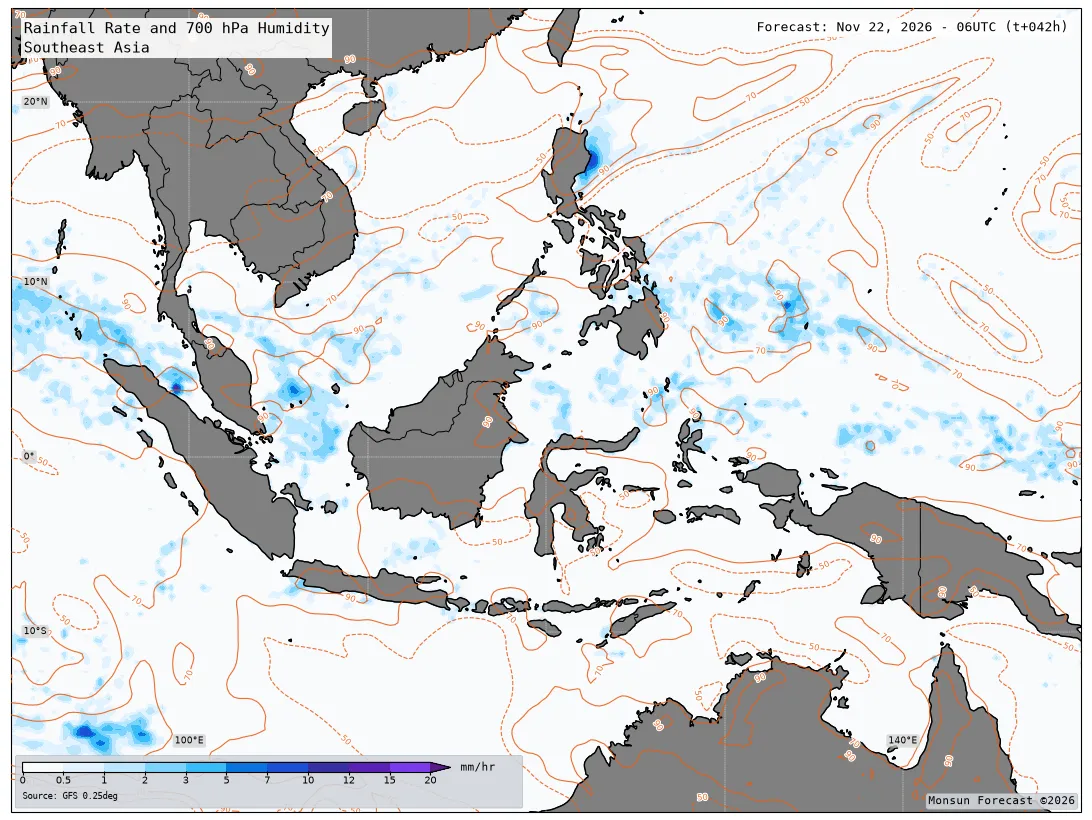 Rainfall Rate and 700 hPa Humidity
Southeast Asia
Forecast: Nov 22, 2026 - 06UTC (t+042h)
20°N
10°N
0°
10°S
100°E
140°E
0 0.5 1 2 3 5 7 10 12 15 20 mm/hr
Source: GFS 0.25deg
Monsun Forecast ©2026